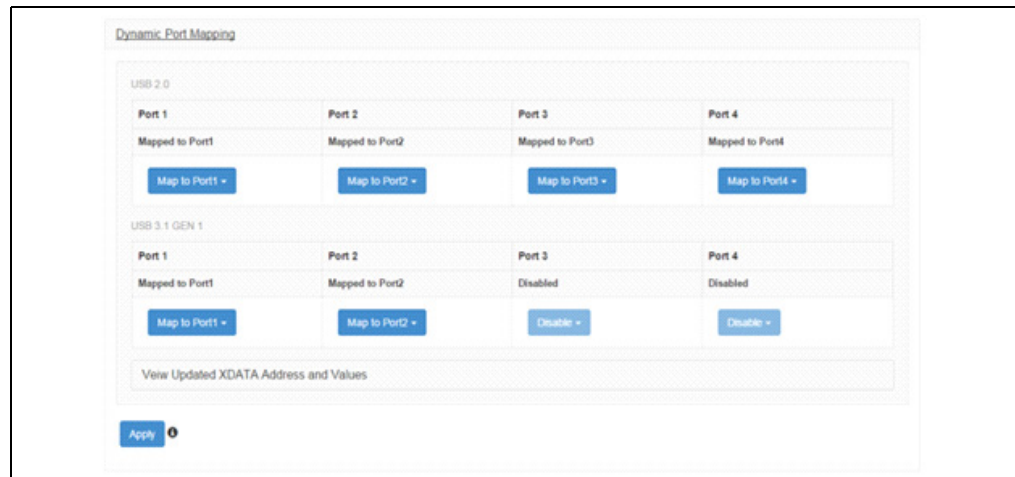 Dynamic Port Mapping
USB 2.0
Port 1 Port 2 Port 3 Port 4
Mapped to Port1 Mapped to Port2 Mapped to Port3 Mapped to Port4
Map to Port1 Map to Port2 Map to Port3 Map to Port4
USB 3.1 GEN 1
Port 1 Port 2 Port 3 Port 4
Mapped to Port1 Mapped to Port2 Disabled Disabled
Map to Port1 Map to Port2 Disable Disable
Veiw Updated XDATA Address and Values
Apply